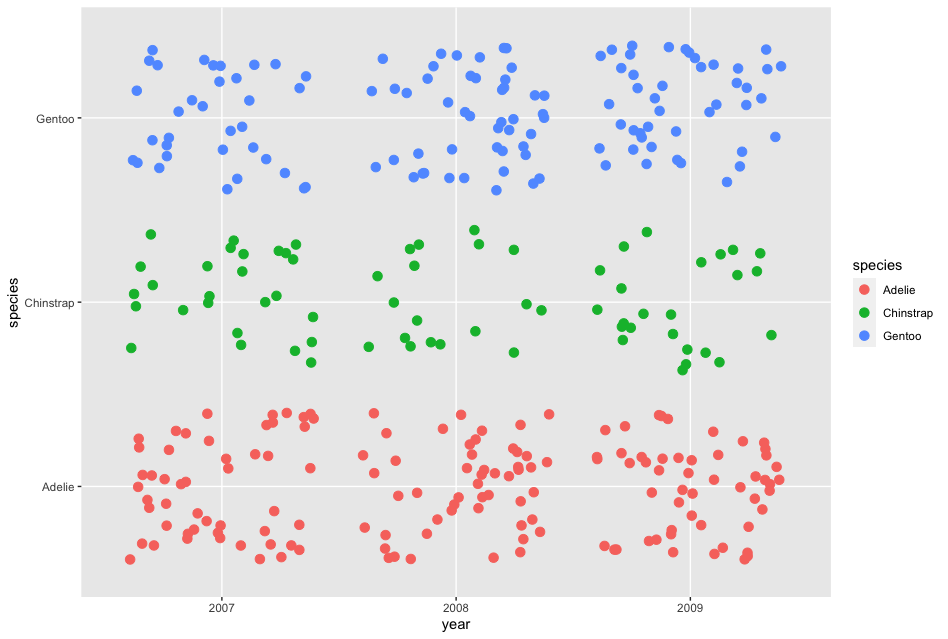 species
Gentoo
Chinstrap
Adelie
2007 2008 2009
year
species
Adelie
Chinstrap
Gentoo